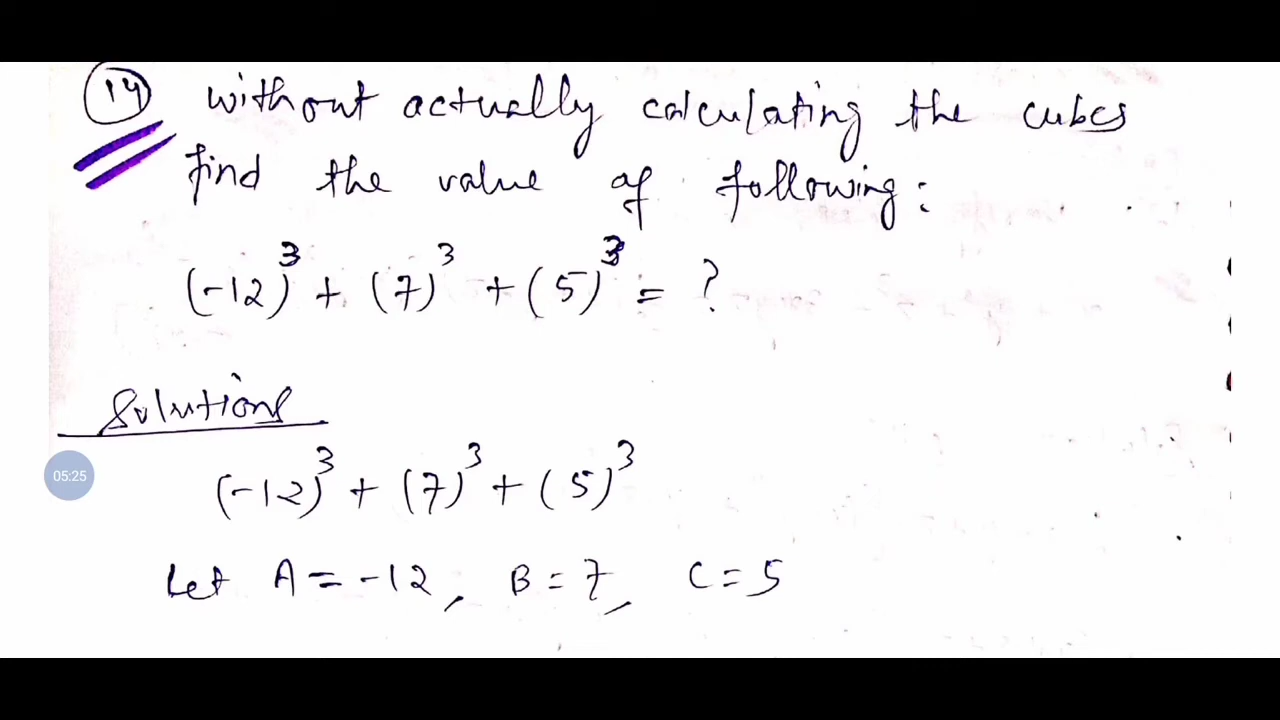 14 without actually calculating the cubes
find the value of following:
(-12)³ + (7)³ + (5)³ = ?
Solutions
05:25
(-12)³ + (7)³ + (5)³
Let A = -12, B = 7, C = 5